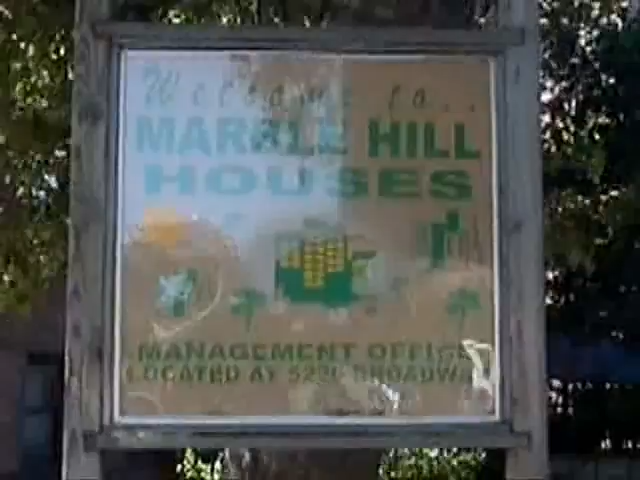 Welcome to...
MARBLE HILL
HOUSES
MANAGEMENT OFFICE
LOCATED AT 5220 BROADWAY